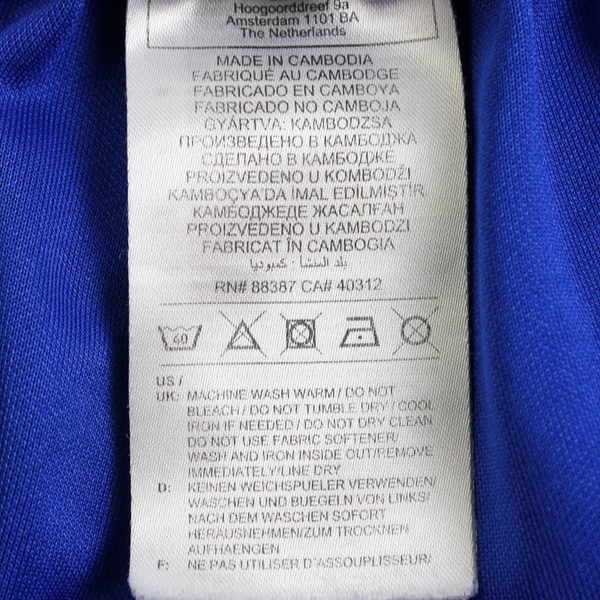 Hoogoorddreef 9a
Amsterdam 1101 BA
The Netherlands
MADE IN CAMBODIA
FABRIQUÉ AU CAMBODGE
FABRICADO EN CAMBOYA
FABRICADO NO CAMBOJA
GYÁRTVA: KAMBODZSA
ПРОИЗВЕДЕНО В КАМБОДЖА
СДЕЛАНО В КАМБОДЖЕ
PROIZVEDENO U KOMBODŽI
KAMBOÇYA'DA İMAL EDİLMİŞTİR.
КАМБОДЖЕДЕ ЖАСАЛҒАН
PROIZVEDENO U KAMBODZI
FABRICAT ÎN CAMBOGIA
بلد المنشأ : كمبوديا
RN# 88387 CA# 40312
40
US /
UK: MACHINE WASH WARM / DO NOT
BLEACH / DO NOT TUMBLE DRY / COOL
IRON IF NEEDED / DO NOT DRY CLEAN
DO NOT USE FABRIC SOFTENER/
WASH AND IRON INSIDE OUT/REMOVE
IMMEDIATELY/LINE DRY
D: KEINEN WEICHSPUELER VERWENDEN/
WASCHEN UND BUEGELN VON LINKS/
NACH DEM WASCHEN SOFORT
HERAUSNEHMEN/ZUM TROCKNEN
AUFHAENGEN
F: NE PAS UTILISER D'ASSOUPLISSEUR/